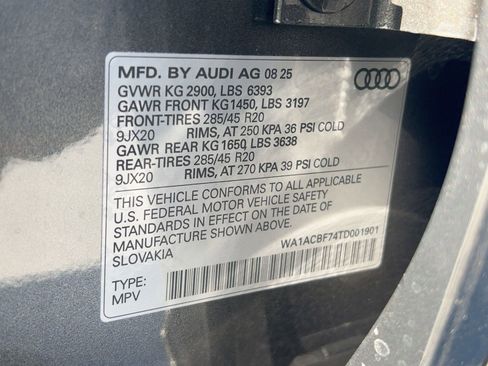 MFD. BY AUDI AG 08 25
GVWR KG 2900, LBS 6393
GAWR FRONT KG1450, LBS 3197
FRONT-TIRES 285/45 R20
9JX20 RIMS, AT 250 KPA 36 PSI COLD
GAWR REAR KG 1650, LBS 3638
REAR-TIRES 285/45 R20
9JX20 RIMS, AT 270 KPA 39 PSI COLD
THIS VEHICLE CONFORMS TO ALL APPLICABLE
U.S. FEDERAL MOTOR VEHICLE SAFETY
STANDARDS IN EFFECT ON THE DATE OF
MANUFACTURE SHOWN ABOVE.
SLOVAKIA
WA1ACBF74TD001901
TYPE:
MPV